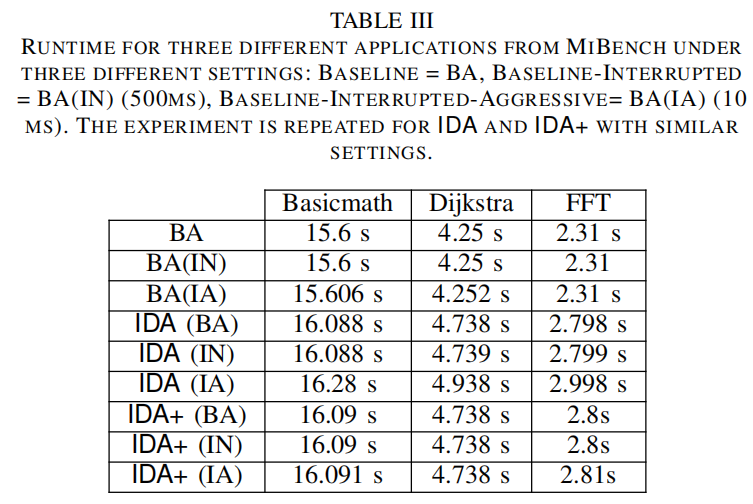 TABLE III
RUNTIME FOR THREE DIFFERENT APPLICATIONS FROM MIBENCH UNDER
THREE DIFFERENT SETTINGS: BASELINE = BA, BASELINE-INTERRUPTED
= BA(IN) (500MS), BASELINE-INTERRUPTED-AGGRESSIVE= BA(IA) (10
MS). THE EXPERIMENT IS REPEATED FOR IDA AND IDA+ WITH SIMILAR
SETTINGS.
Basicmath Dijkstra FFT
BA 15.6 s 4.25 s 2.31 s
BA(IN) 15.6 s 4.25 s 2.31
BA(IA) 15.606 s 4.252 s 2.31 s
IDA (BA) 16.088 s 4.738 s 2.798 s
IDA (IN) 16.088 s 4.739 s 2.799 s
IDA (IA) 16.28 s 4.938 s 2.998 s
IDA+ (BA) 16.09 s 4.738 s 2.8s
IDA+ (IN) 16.09 s 4.738 s 2.8s
IDA+ (IA) 16.091 s 4.738 s 2.81s